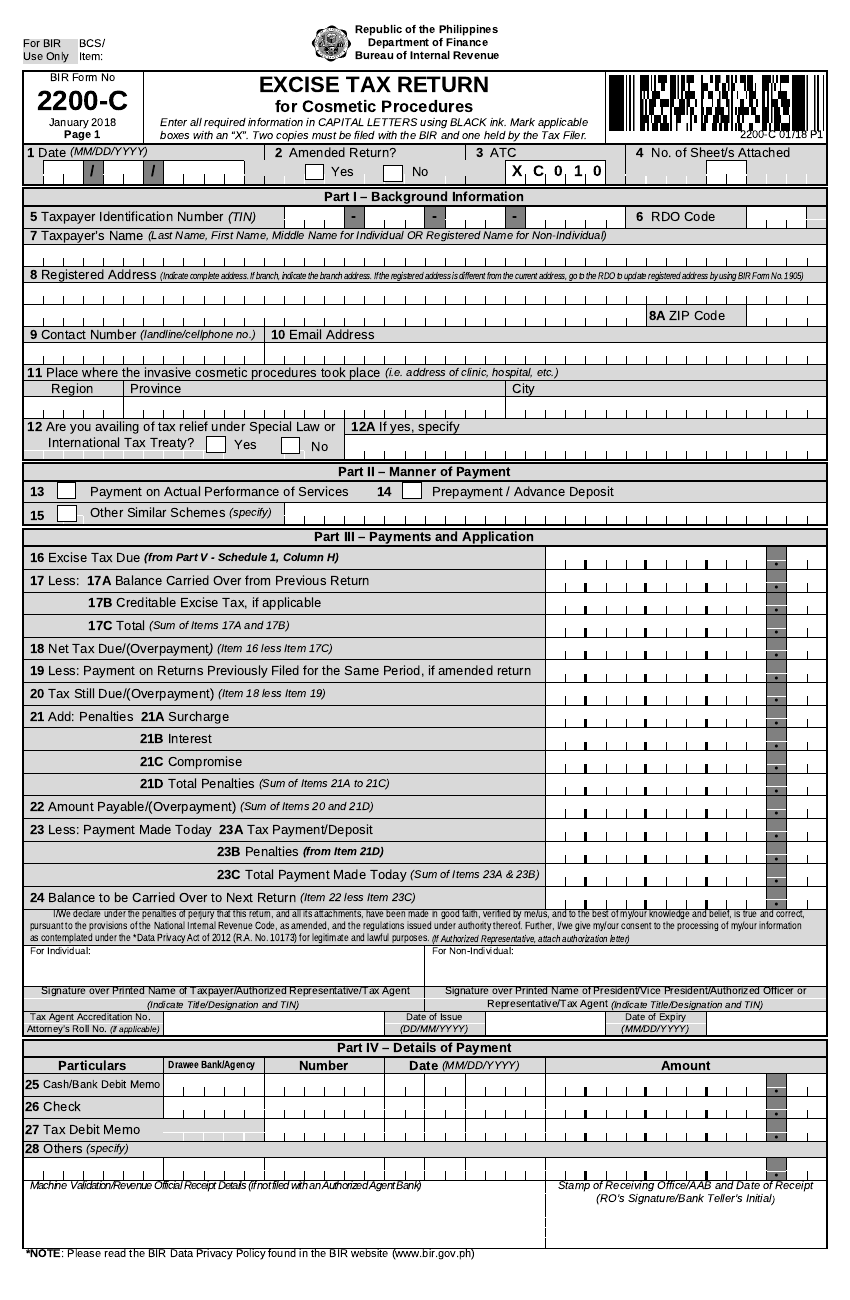 Republic of the Philippines
Department of Finance
Bureau of Internal Revenue
For BIR Use Only
BCS/ Item:
BIR Form No
2200-C
January 2018
Page 1
EXCISE TAX RETURN
for Cosmetic Procedures
Enter all required information in CAPITAL LETTERS using BLACK ink. Mark applicable
boxes with an “X”. Two copies must be filed with the BIR and one held by the Tax Filer.
2200-C 01/18 P1
1 Date (MM/DD/YYYY)
/ /
2 Amended Return?
Yes No
3 ATC
X C 0 1 0
4 No. of Sheet/s Attached
Part I – Background Information
5 Taxpayer Identification Number (TIN) - - - 6 RDO Code
7 Taxpayer's Name (Last Name, First Name, Middle Name for Individual OR Registered Name for Non-Individual)
8 Registered Address (Indicate complete address. If branch, indicate the branch address. If the registered address is different from the current address, go to the RDO to update registered address by using BIR Form No. 1905)
8A ZIP Code
9 Contact Number (landline/cellphone no.) 10 Email Address
11 Place where the invasive cosmetic procedures took place (i.e. address of clinic, hospital, etc.)
Region Province City
12 Are you availing of tax relief under Special Law or
International Tax Treaty? Yes No
12A If yes, specify
Part II – Manner of Payment
13 Payment on Actual Performance of Services 14 Prepayment / Advance Deposit
15 Other Similar Schemes (specify)
Part III – Payments and Application
16 Excise Tax Due (from Part V - Schedule 1, Column H)
17 Less: 17A Balance Carried Over from Previous Return
17B Creditable Excise Tax, if applicable
17C Total (Sum of Items 17A and 17B)
18 Net Tax Due/(Overpayment) (Item 16 less Item 17C)
19 Less: Payment on Returns Previously Filed for the Same Period, if amended return
20 Tax Still Due/(Overpayment) (Item 18 less Item 19)
21 Add: Penalties 21A Surcharge
21B Interest
21C Compromise
21D Total Penalties (Sum of Items 21A to 21C)
22 Amount Payable/(Overpayment) (Sum of Items 20 and 21D)
23 Less: Payment Made Today 23A Tax Payment/Deposit
23B Penalties (from Item 21D)
23C Total Payment Made Today (Sum of Items 23A & 23B)
24 Balance to be Carried Over to Next Return (Item 22 less Item 23C)
I/We declare under the penalties of perjury that this return, and all its attachments, have been made in good faith, verified by me/us, and to the best of my/our knowledge and belief, is true and correct,
pursuant to the provisions of the National Internal Revenue Code, as amended, and the regulations issued under authority thereof. Further, I/we give my/our consent to the processing of my/our information
as contemplated under the *Data Privacy Act of 2012 (R.A. No. 10173) for legitimate and lawful purposes. (If Authorized Representative, attach authorization letter)
For Individual: For Non-Individual:
Signature over Printed Name of Taxpayer/Authorized Representative/Tax Agent
(Indicate Title/Designation and TIN)
Signature over Printed Name of President/Vice President/Authorized Officer or
Representative/Tax Agent (Indicate Title/Designation and TIN)
Tax Agent Accreditation No.
Attorney's Roll No. (if applicable)
Date of Issue
(DD/MM/YYYY)
Date of Expiry
(MM/DD/YYYY)
Part IV – Details of Payment
Particulars Drawee Bank/Agency Number Date (MM/DD/YYYY) Amount
25 Cash/Bank Debit Memo
26 Check
27 Tax Debit Memo
28 Others (specify)
Machine Validation/Revenue Official Receipt Details (if not filed with an Authorized Agent Bank)
Stamp of Receiving Office/AAB and Date of Receipt
(RO's Signature/Bank Teller's Initial)
*NOTE: Please read the BIR Data Privacy Policy found in the BIR website (www.bir.gov.ph)